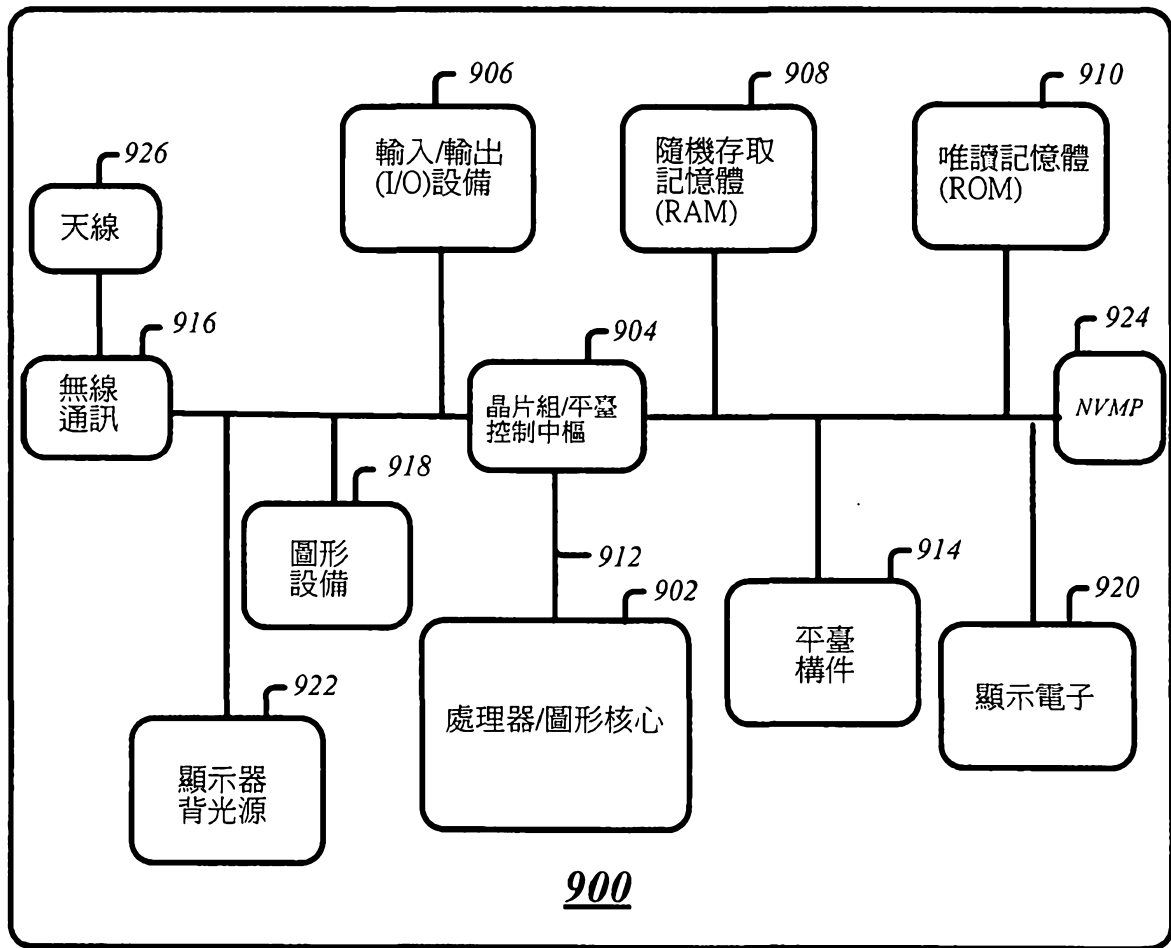 906
輸入/輸出
(I/O)設備
908
隨機存取
記憶體
(RAM)
910
唯讀記憶體
(ROM)
926
天線
916
無線
通訊
904
晶片組/平臺
控制中樞
924
NVMP
918
圖形
設備
912
902
處理器/圖形核心
914
平臺
構件
920
顯示電子
922
顯示器
背光源
900